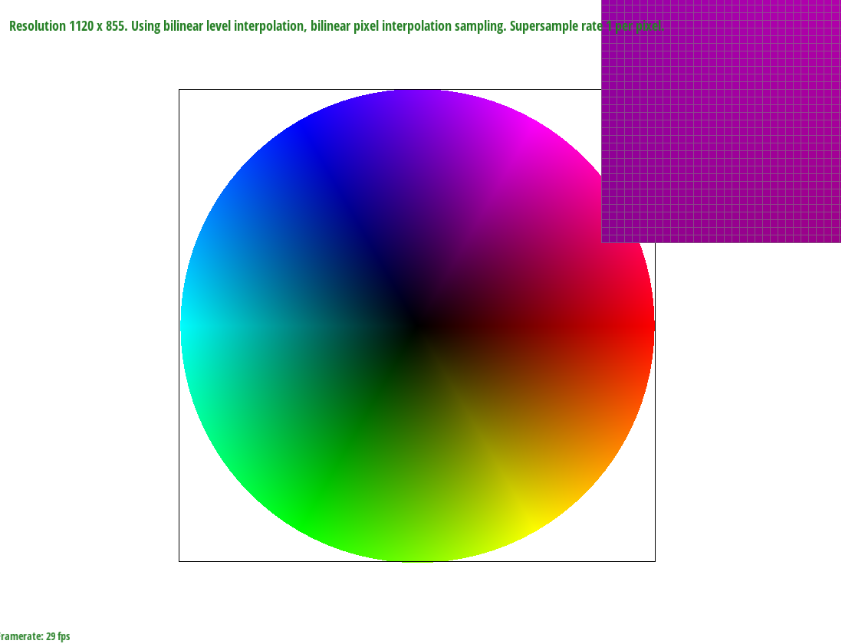 Resolution 1120 x 855. Using bilinear level interpolation, bilinear pixel interpolation sampling. Supersample rate 1 per pixel.
ramerate: 29 fps